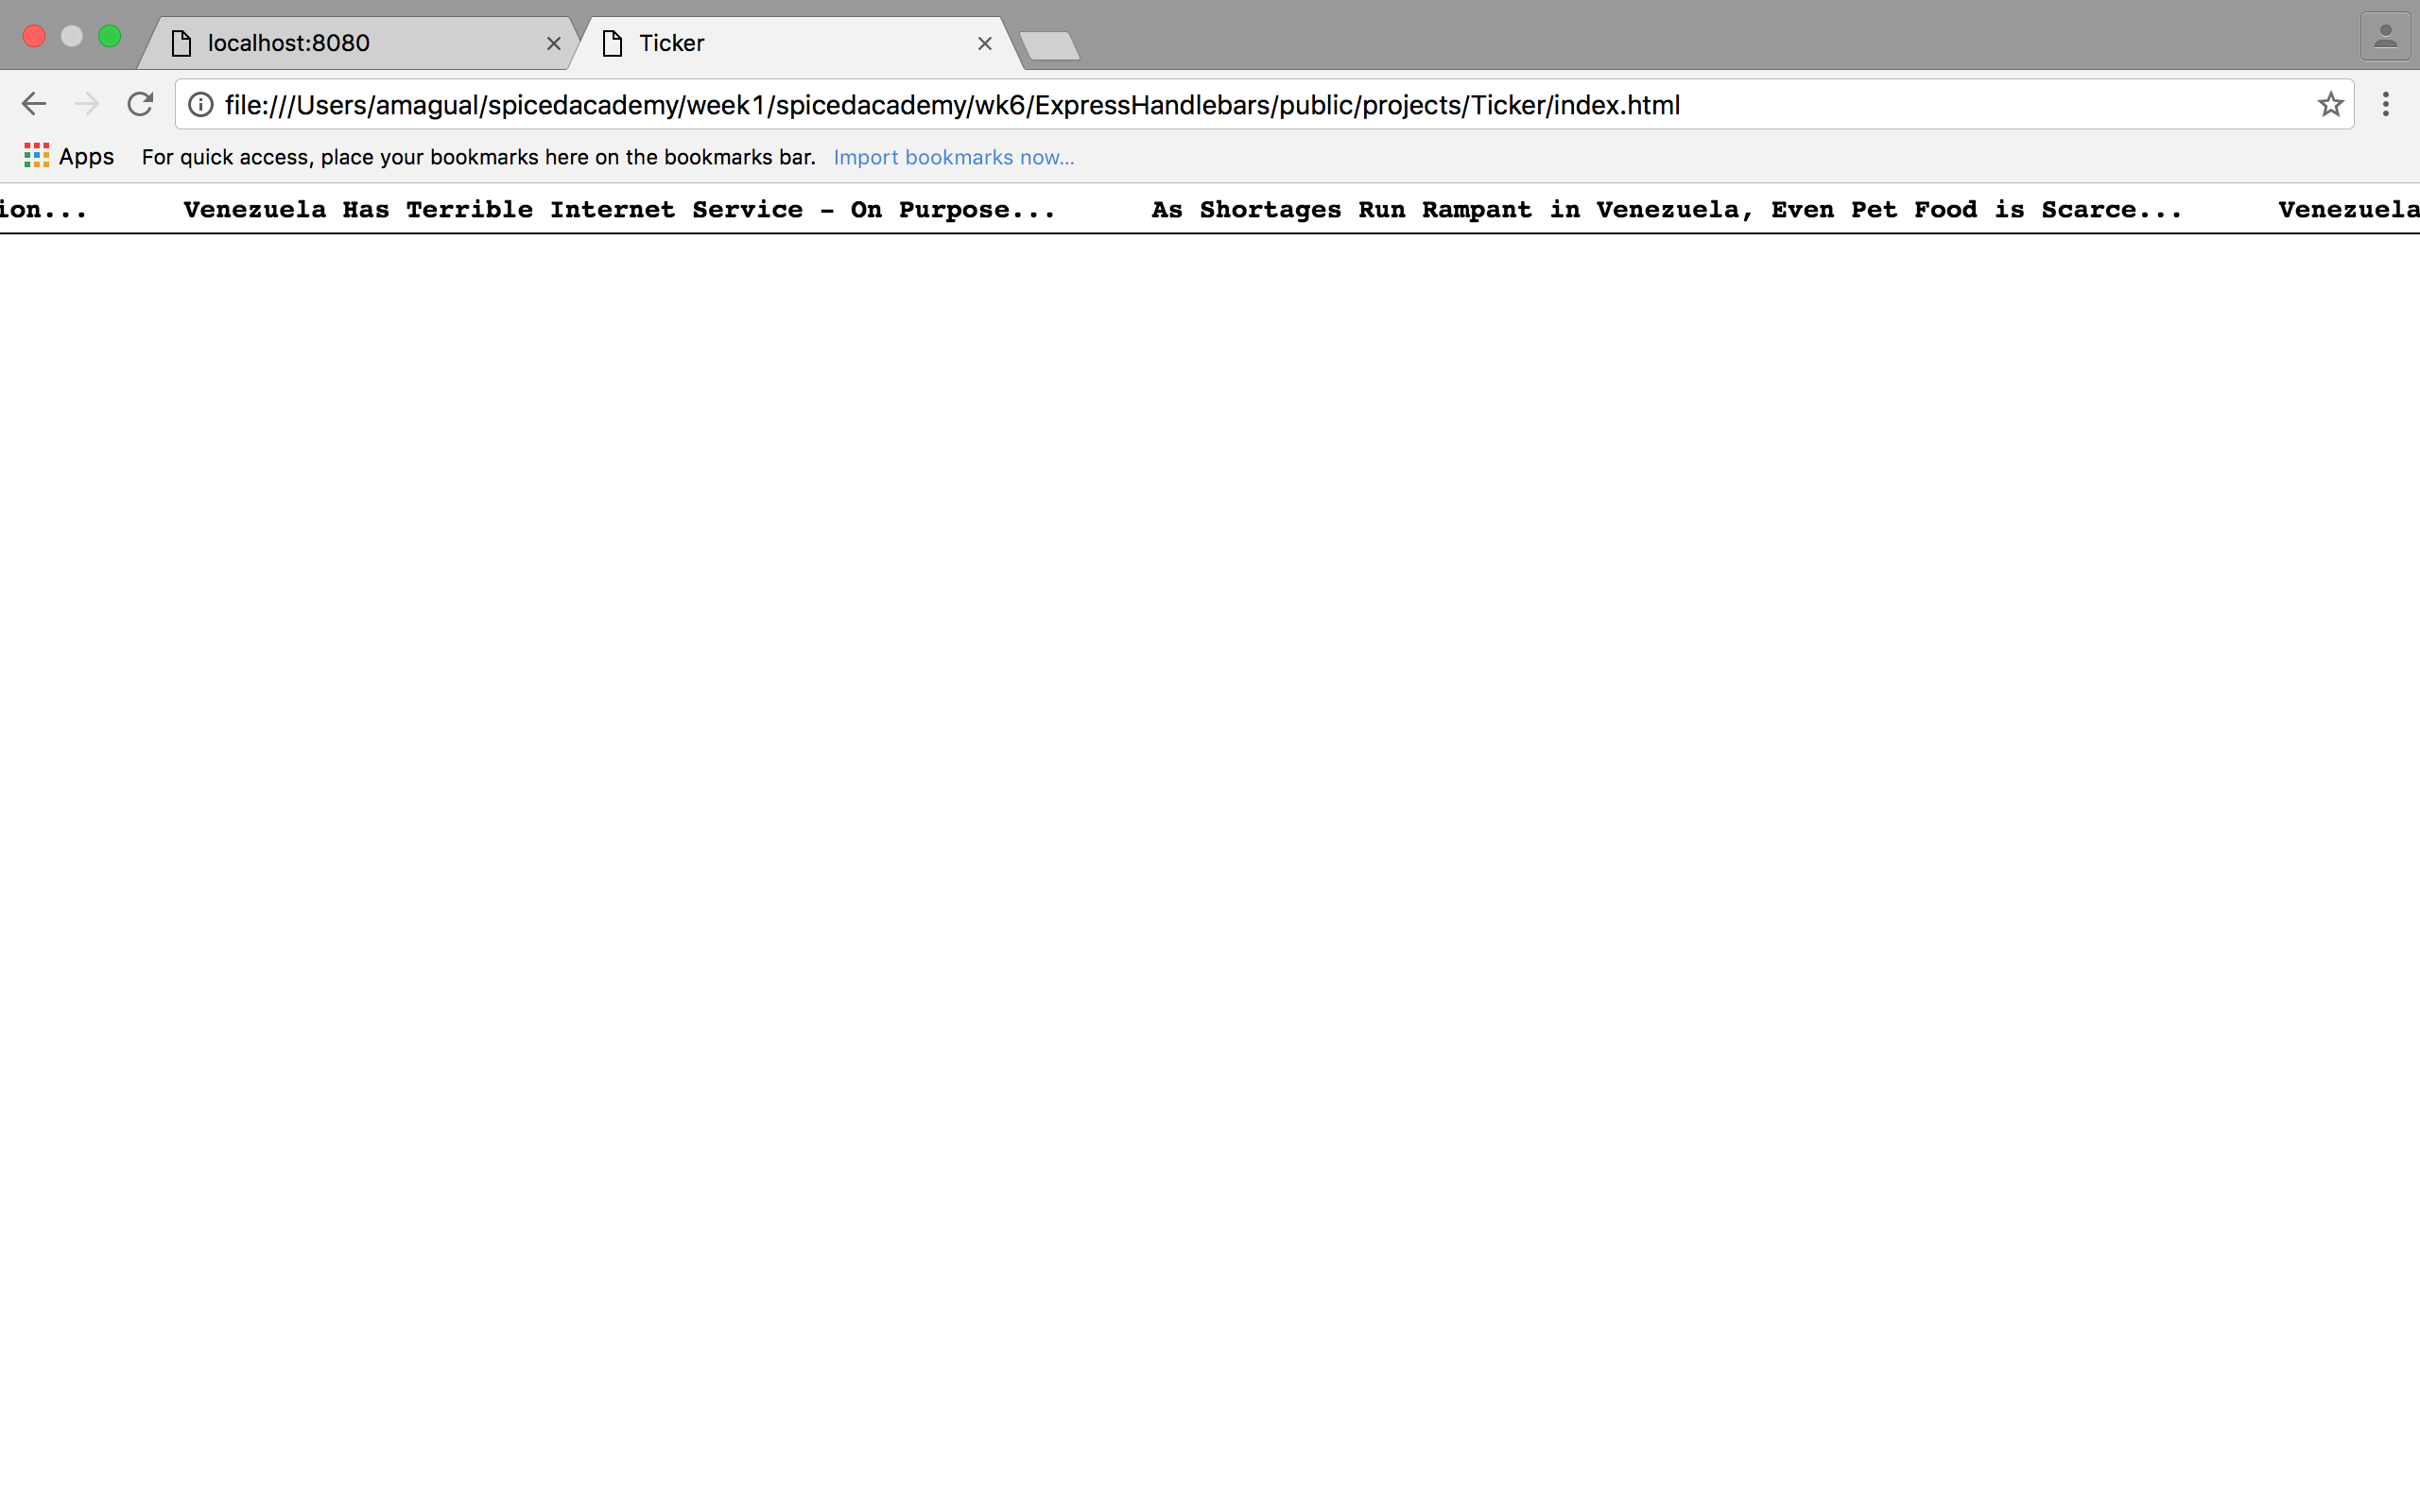 localhost:8080
Ticker
file:///Users/amagual/spicedacademy/week1/spicedacademy/wk6/ExpressHandlebars/public/projects/Ticker/index.html
Apps For quick access, place your bookmarks here on the bookmarks bar. Import bookmarks now...
ion... Venezuela Has Terrible Internet Service - On Purpose... As Shortages Run Rampant in Venezuela, Even Pet Food is Scarce... Venezuela